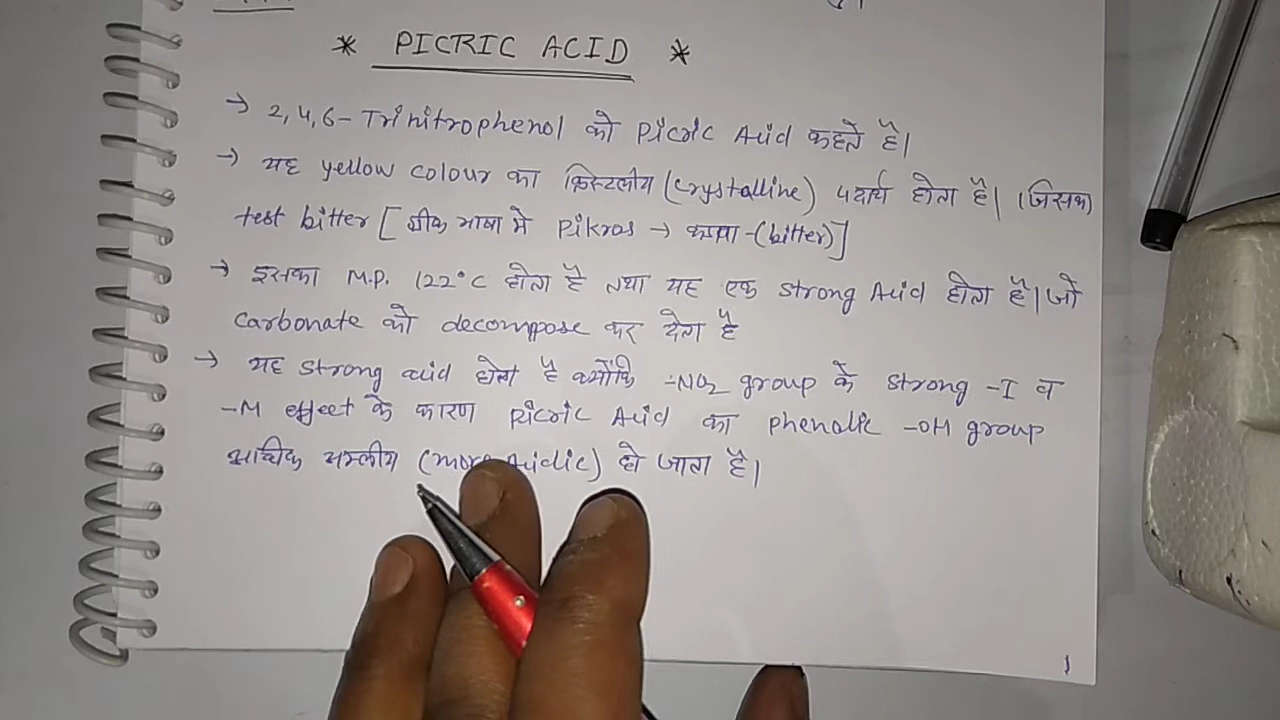 * PICRIC ACID *
→ 2,4,6-Trinitrophenol को Picric Acid कहते है।
→ यह yellow colour का क्रिस्टलीय (crystalline) पदार्थ होता है। (जिसका
test bitter [ ग्रीक भाषा मे Pikros → कड़वा -(bitter)]
→ इसका M.P. 122°C होता है तथा यह एक strong Acid होता है। जो
Carbonate को decompose कर देता है
→ यह strong acid होता है क्योंकि -NO2 group के strong -I व
-M effect के कारण Picric Acid का phenolic -OH group
अधिक अम्लीय (more Acidic) हो जाता है।